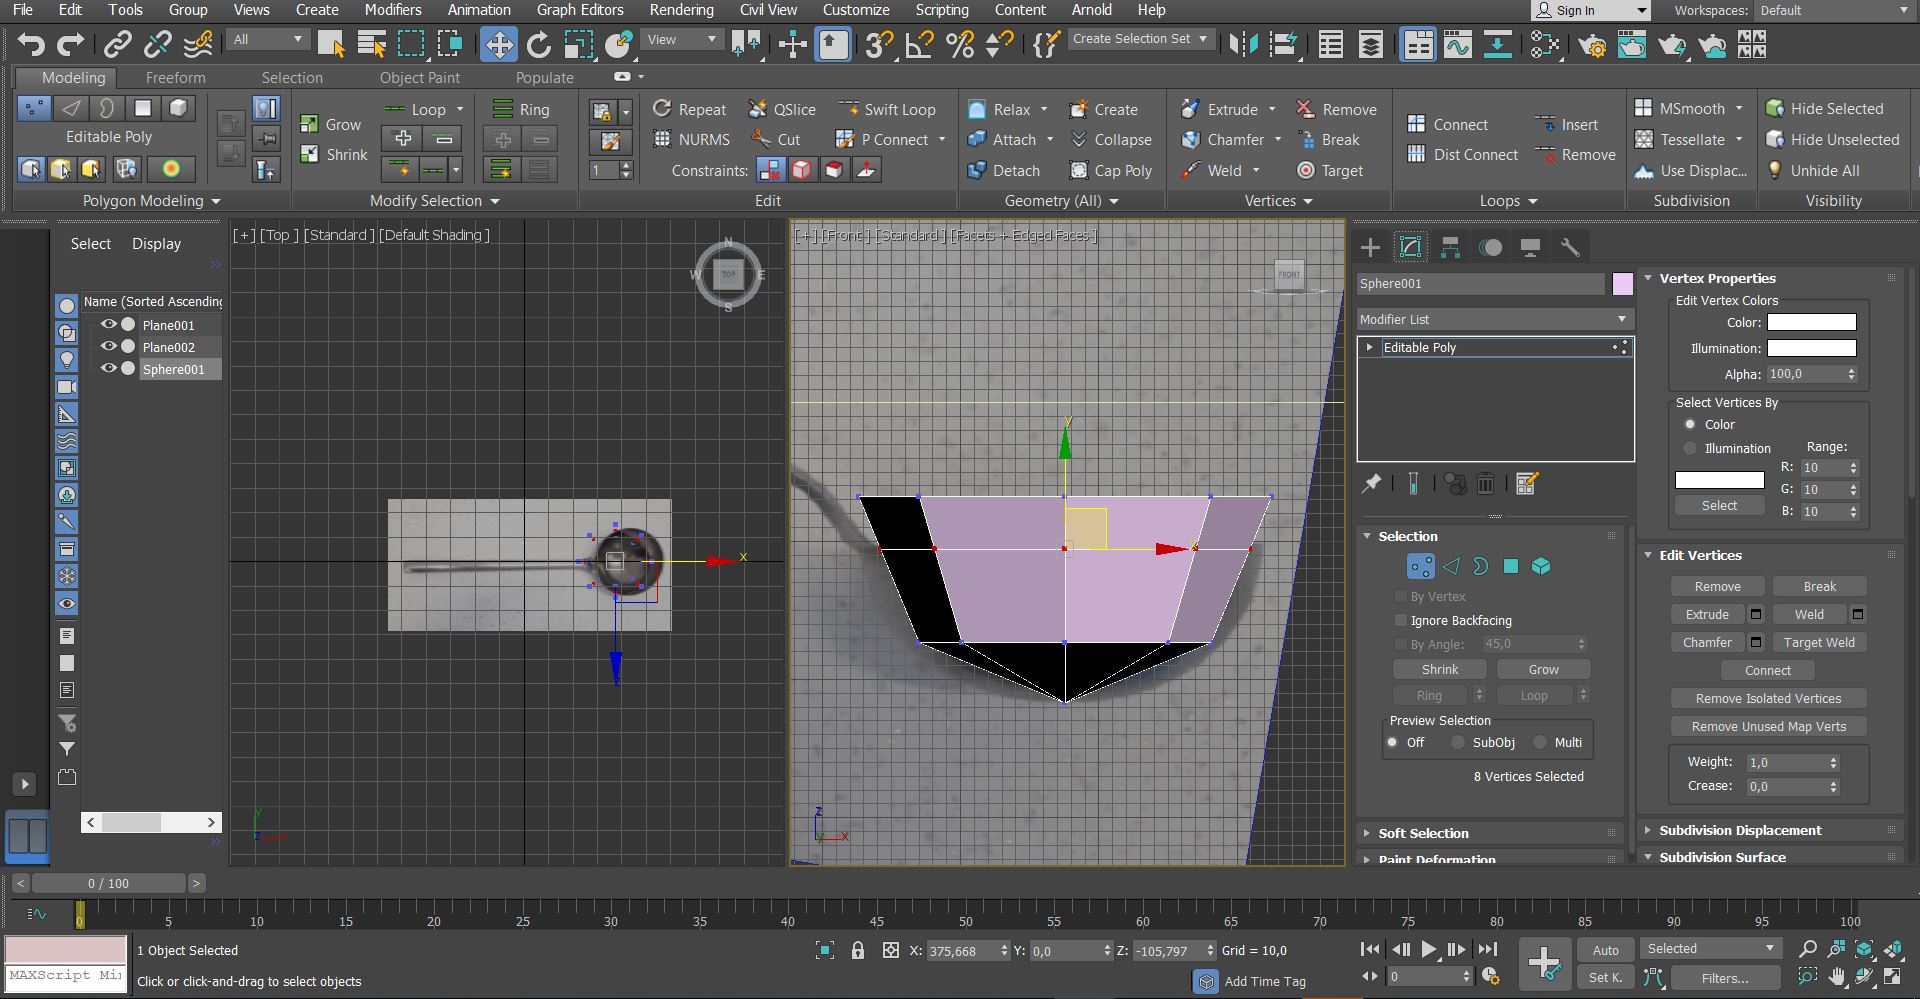 File Edit Tools Group Views Create Modifiers Animation Graph Editors Rendering Civil View Customize Scripting Content Arnold Help Sign In Workspaces: Default
All View Create Selection Set
Modeling Freeform Selection Object Paint Populate
Loop Ring Repeat QSlice Swift Loop Relax Create Extrude Remove MSmooth Hide Selected
Editable Poly Grow NURMS Cut P Connect Attach Collapse Chamfer Break Connect Insert Tessellate Hide Unselected
Shrink 1 Constraints: Detach Cap Poly Weld Target Dist Connect Remove Use Displac... Unhide All
Polygon Modeling Modify Selection Edit Geometry (All) Vertices Loops Subdivision Visibility
Select Display
Name (Sorted Ascending
Plane001
Plane002
Sphere001
[+] [Top ] [Standard ] [Default Shading ]
N
W TOP E
S
x
y
z x
[+] [Front ] [Standard ] [Facets + Edged Faces ]
FRONT
y
z
y x
Sphere001
Modifier List
Editable Poly
Selection
By Vertex
Ignore Backfacing
By Angle: 45,0
Shrink Grow
Ring Loop
Preview Selection
Off SubObj Multi
8 Vertices Selected
Soft Selection
Paint Deformation
Vertex Properties
Edit Vertex Colors
Color:
Illumination:
Alpha: 100,0
Select Vertices By
Color
Illumination Range:
R: 10
G: 10
Select B: 10
Edit Vertices
Remove Break
Extrude Weld
Chamfer Target Weld
Connect
Remove Isolated Vertices
Remove Unused Map Verts
Weight: 1,0
Crease: 0,0
Subdivision Displacement
Subdivision Surface
< 0 / 100 >
0 5 10 15 20 25 30 35 40 45 50 55 60 65 70 75 80 85 90 95 100
1 Object Selected X: 375,668 Y: 0,0 Z: -105,797 Grid = 10,0 Auto Selected
MAXScript Mi
Click or click-and-drag to select objects Add Time Tag 0 Set K. Filters...